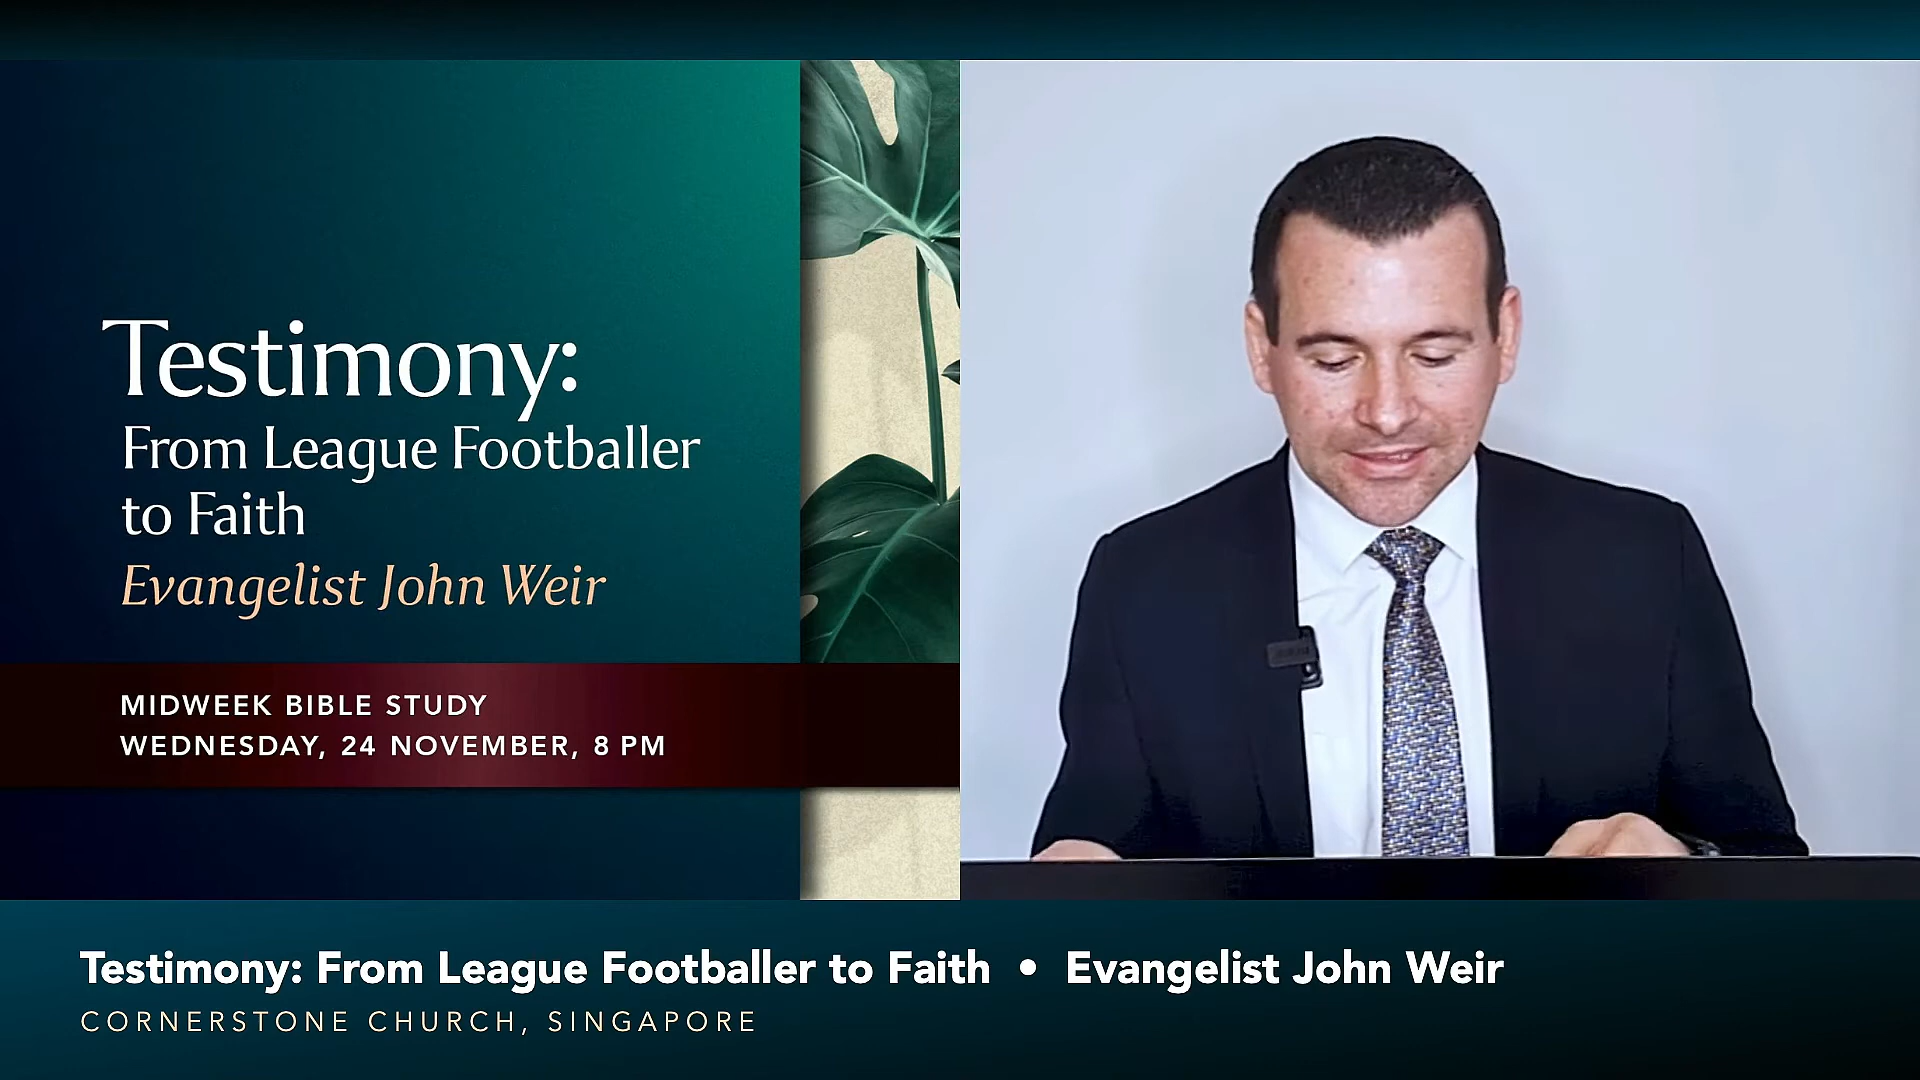 Testimony:
From League Footballer
to Faith
Evangelist John Weir
MIDWEEK BIBLE STUDY
WEDNESDAY, 24 NOVEMBER, 8 PM
Testimony: From League Footballer to Faith • Evangelist John Weir
CORNERSTONE CHURCH, SINGAPORE